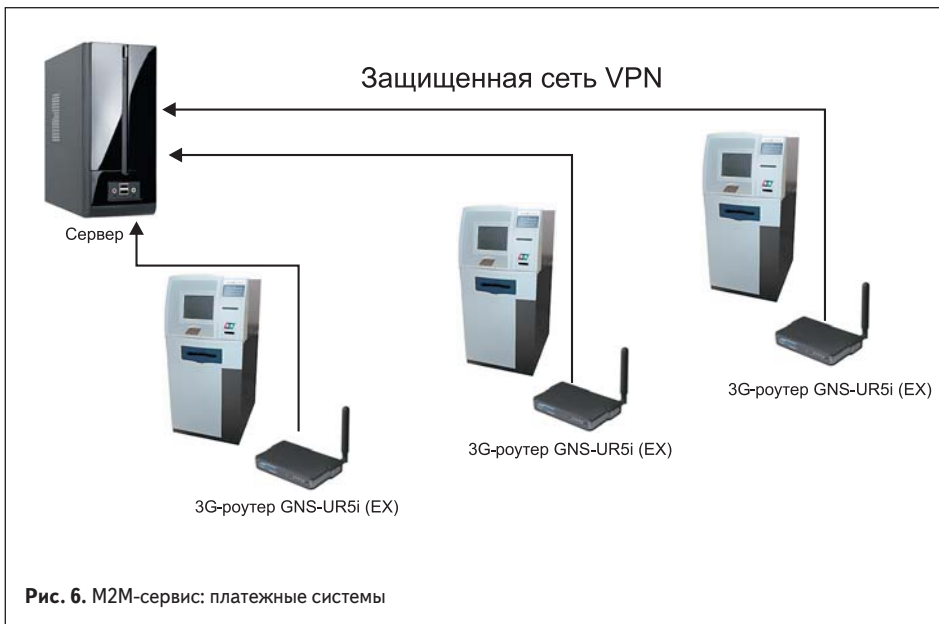 Защищенная сеть VPN
Сервер
3G-роутер GNS-UR5i (EX)
3G-роутер GNS-UR5i (EX)
3G-роутер GNS-UR5i (EX)
Рис. 6. М2М-сервис: платежные системы